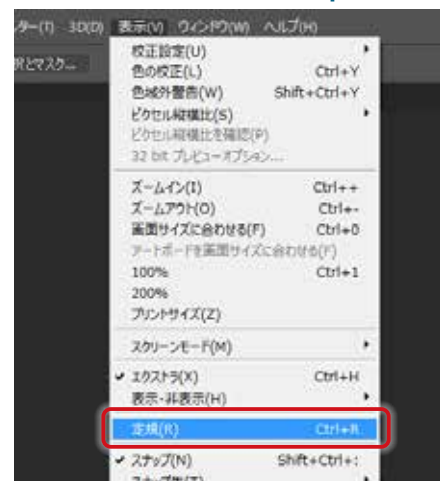 ルター(T) 3D(D) 表示(V) ウィンドウ(W) ヘルプ(H)
択とマスク...
校正設定(U)
色の校正(L) Ctrl+Y
色域外警告(W) Shift+Ctrl+Y
ピクセル縦横比(S)
ピクセル縦横比を確認(P)
32 bit プレビューオプション...
ズームイン(I) Ctrl++
ズームアウト(O) Ctrl+-
画面サイズに合わせる(F) Ctrl+0
アートボードを画面サイズに合わせる(F)
100% Ctrl+1
200%
プリントサイズ(Z)
スクリーンモード(M)
エクストラ(X) Ctrl+H
表示・非表示(H)
定規(R) Ctrl+R
スナップ(N) Shift+Ctrl+: